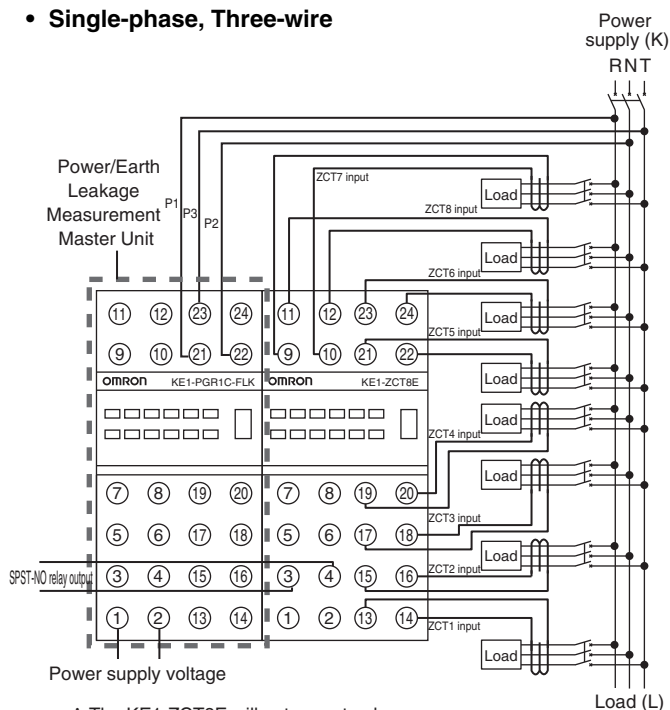 • Single-phase, Three-wire
Power
supply (K)
R N T
Power/Earth
Leakage
Measurement
Master Unit
P1
P3
P2
ZCT7 input
Load
ZCT8 input
Load
ZCT6 input
Load
ZCT5 input
Load
Load
ZCT4 input
Load
ZCT3 input
Load
ZCT2 input
Load
ZCT1 input
⑪ ⑫ ㉓ ㉔ ⑪ ⑫ ㉓ ㉔
⑨ ⑩ ㉑ ㉒ ⑨ ⑩ ㉑ ㉒
OMRON KE1-PGR1C-FLK OMRON KE1-ZCT8E
⑦ ⑧ ⑲ ⑳ ⑦ ⑧ ⑲ ⑳
⑤ ⑥ ⑰ ⑱ ⑤ ⑥ ⑰ ⑱
SPST-NO relay output
③ ④ ⑮ ⑯ ③ ④ ⑮ ⑯
① ② ⑬ ⑭ ① ② ⑬ ⑭
Power supply voltage
Load (L)